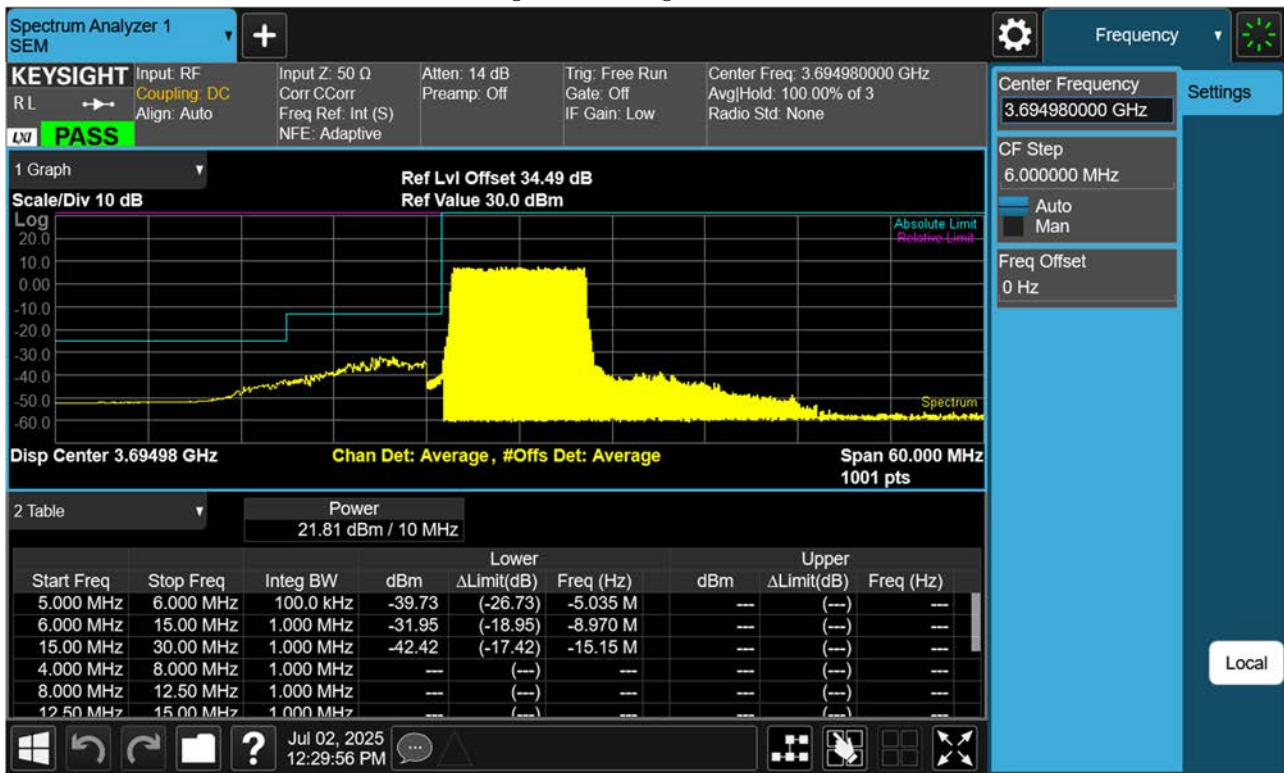 Spectrum Analyzer 1
SEM
Frequency
KEYSIGHT
RL
LXI PASS
Input: RF
Coupling: DC
Align: Auto
Input Z: 50 Ω
Corr CCorr
Freq Ref: Int (S)
NFE: Adaptive
Atten: 14 dB
Preamp: Off
Trig: Free Run
Gate: Off
IF Gain: Low
Center Freq: 3.694980000 GHz
Avg|Hold: 100.00% of 3
Radio Std: None
Center Frequency
3.694980000 GHz
Settings
CF Step
6.000000 MHz
Auto
Man
Freq Offset
0 Hz
1 Graph
Scale/Div 10 dB
Ref Lvl Offset 34.49 dB
Ref Value 30.0 dBm
Log
20.0
10.0
0.00
-10.0
-20.0
-30.0
-40.0
-50.0
-60.0
Absolute Limit
Relative Limit
Spectrum
Disp Center 3.69498 GHz
Chan Det: Average, #Offs Det: Average
Span 60.000 MHz
1001 pts
2 Table
Power
21.81 dBm / 10 MHz
Lower Upper
Start Freq Stop Freq Integ BW dBm ΔLimit(dB) Freq (Hz) dBm ΔLimit(dB) Freq (Hz)
5.000 MHz 6.000 MHz 100.0 kHz -39.73 (-26.73) -5.035 M --- (---) ---
6.000 MHz 15.00 MHz 1.000 MHz -31.95 (-18.95) -8.970 M --- (---) ---
15.00 MHz 30.00 MHz 1.000 MHz -42.42 (-17.42) -15.15 M --- (---) ---
4.000 MHz 8.000 MHz 1.000 MHz --- (---) --- --- (---) ---
8.000 MHz 12.50 MHz 1.000 MHz --- (---) --- --- (---) ---
12.50 MHz 15.00 MHz 1.000 MHz --- (---) --- --- (---) ---
Local
?
Jul 02, 2025
12:29:56 PM